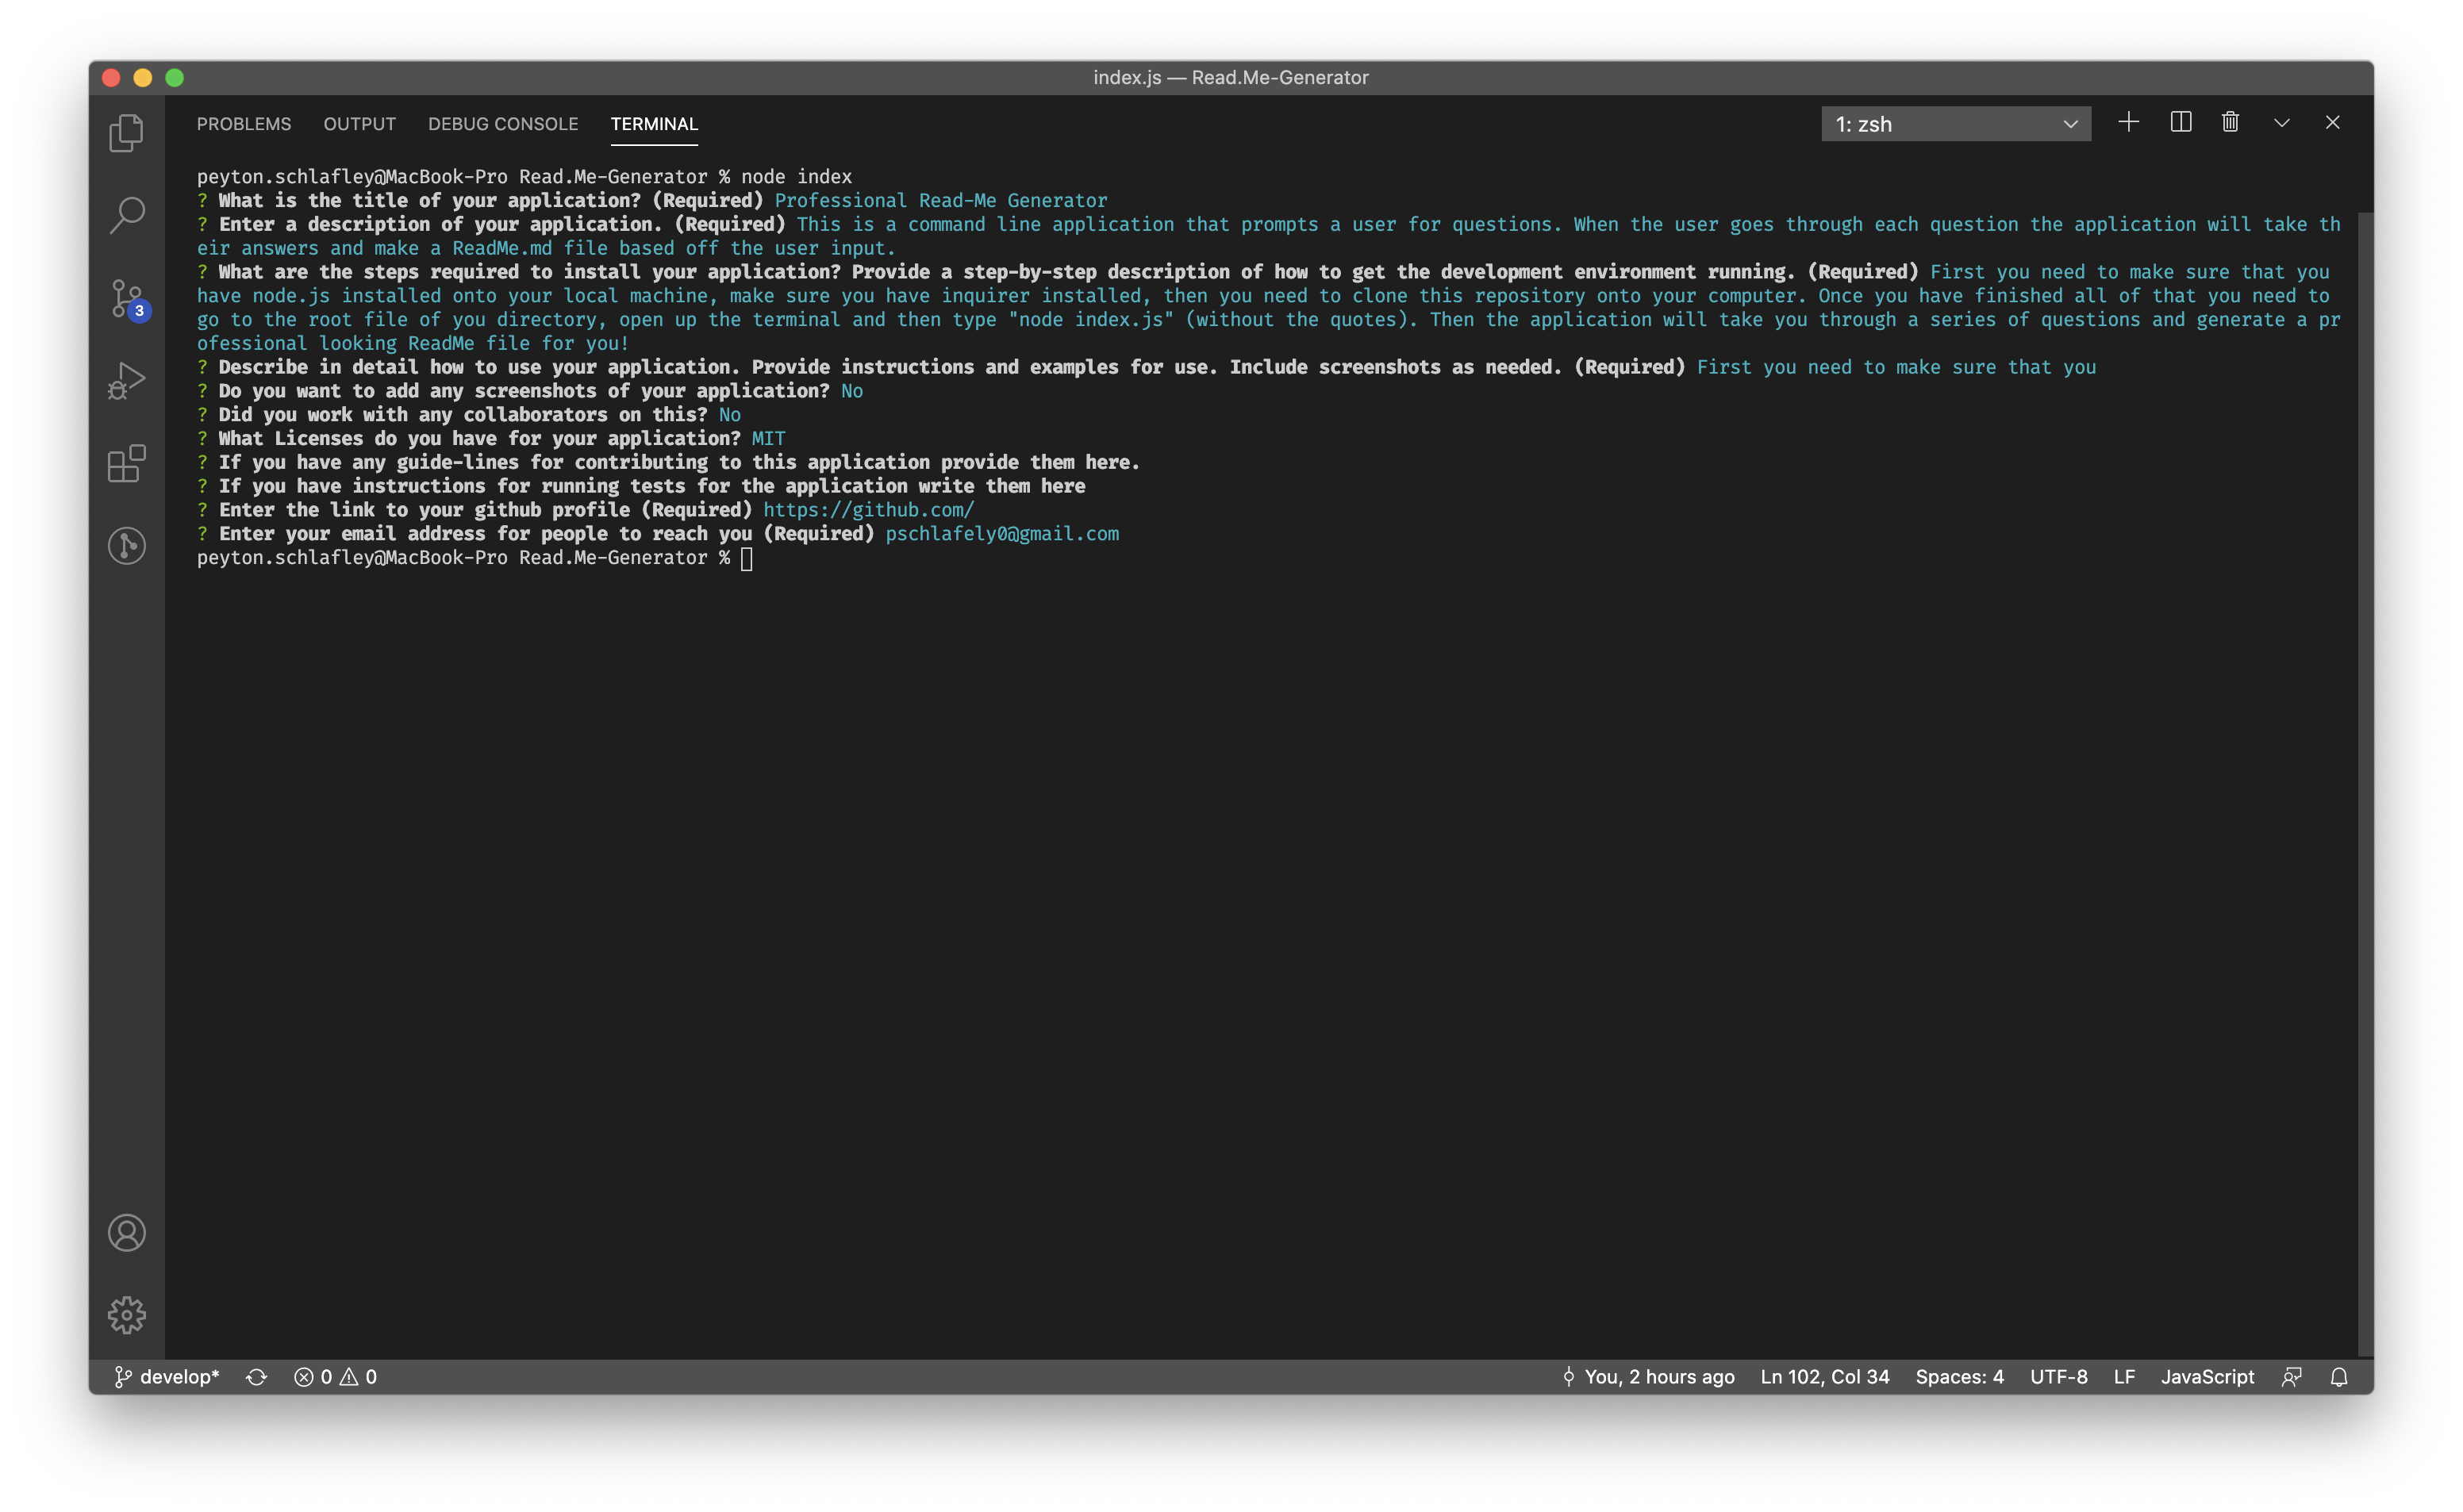 index.js — Read.Me-Generator
PROBLEMS OUTPUT DEBUG CONSOLE TERMINAL 1: zsh
peyton.schlafley@MacBook-Pro Read.Me-Generator % node index
? What is the title of your application? (Required) Professional Read-Me Generator
? Enter a description of your application. (Required) This is a command line application that prompts a user for questions. When the user goes through each question the application will take th
eir answers and make a ReadMe.md file based off the user input.
? What are the steps required to install your application? Provide a step-by-step description of how to get the development environment running. (Required) First you need to make sure that you
have node.js installed onto your local machine, make sure you have inquirer installed, then you need to clone this repository onto your computer. Once you have finished all of that you need to
go to the root file of you directory, open up the terminal and then type "node index.js" (without the quotes). Then the application will take you through a series of questions and generate a pr
ofessional looking ReadMe file for you!
? Describe in detail how to use your application. Provide instructions and examples for use. Include screenshots as needed. (Required) First you need to make sure that you
? Do you want to add any screenshots of your application? No
? Did you work with any collaborators on this? No
? What Licenses do you have for your application? MIT
? If you have any guide-lines for contributing to this application provide them here.
? If you have instructions for running tests for the application write them here
? Enter the link to your github profile (Required) https://github.com/
? Enter your email address for people to reach you (Required) pschlafely0@gmail.com
peyton.schlafley@MacBook-Pro Read.Me-Generator %
3
develop* 0 0 You, 2 hours ago Ln 102, Col 34 Spaces: 4 UTF-8 LF JavaScript